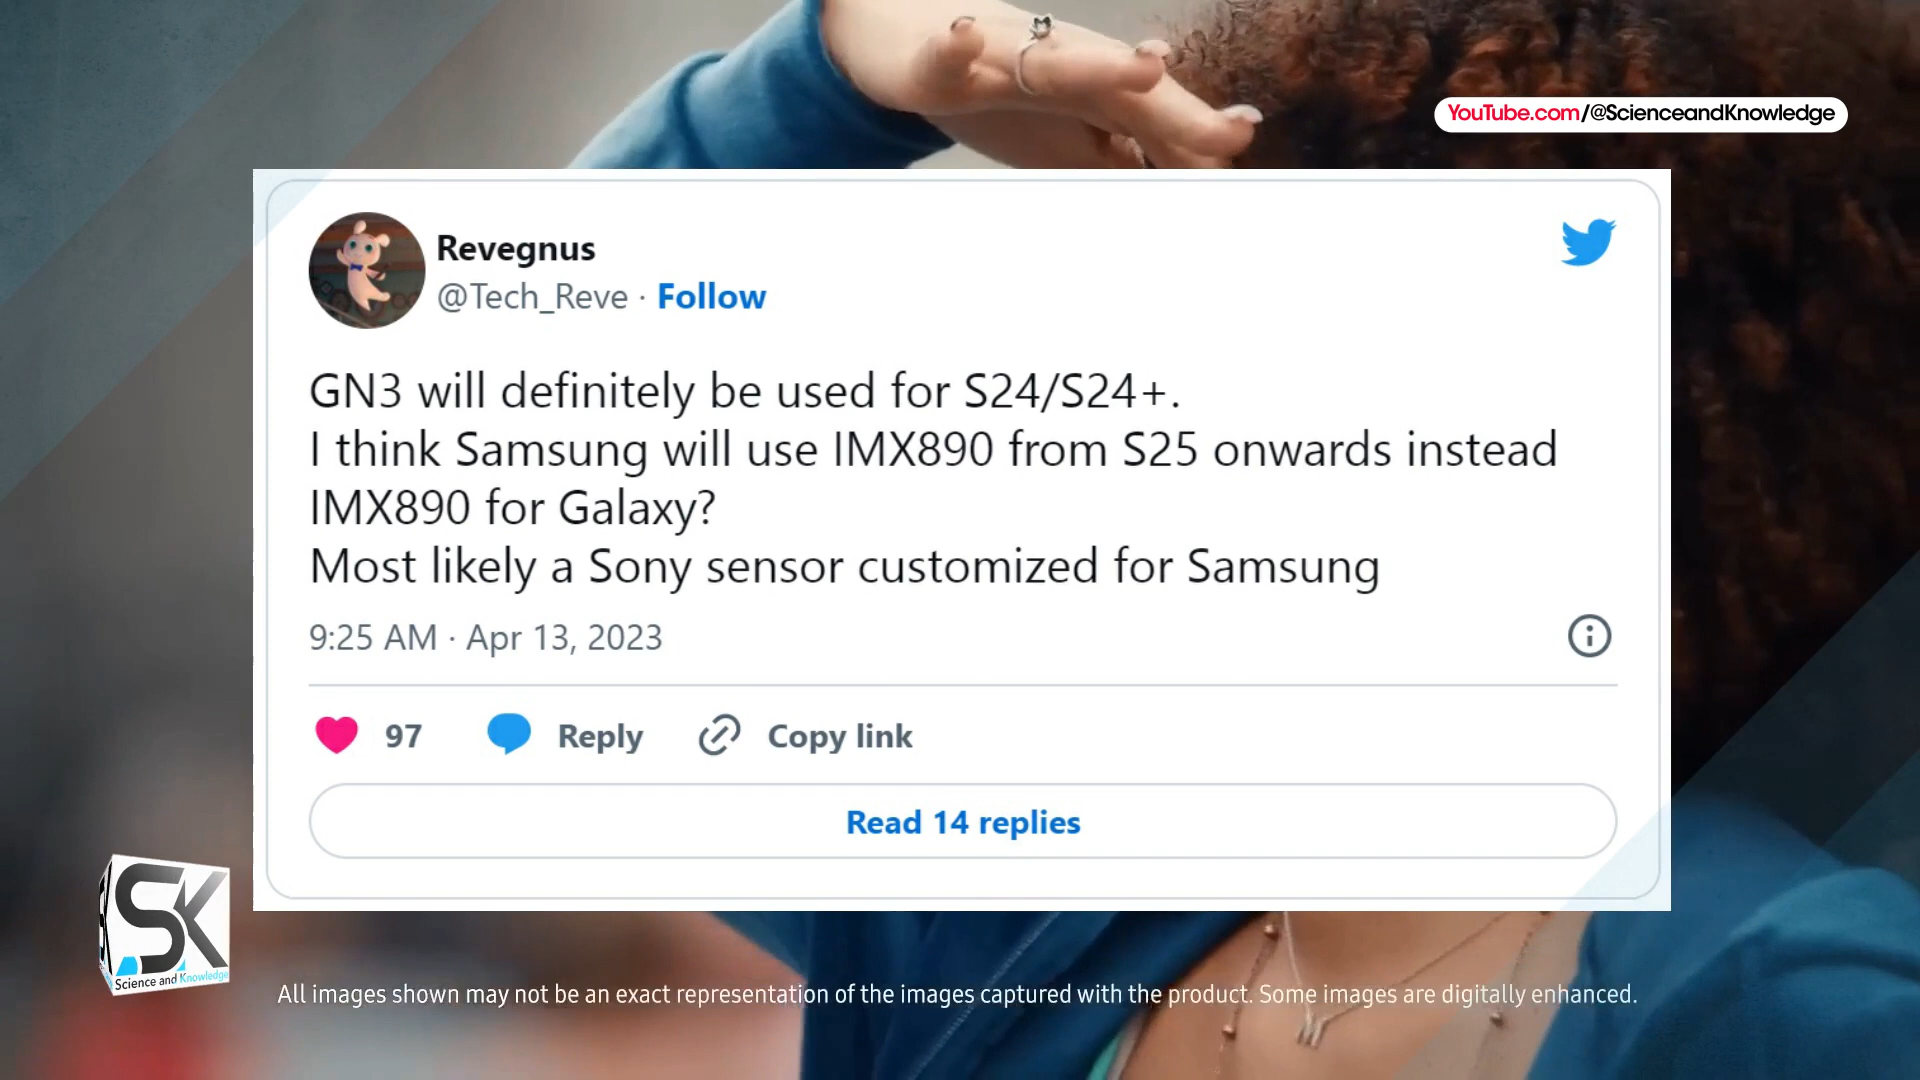 YouTube.com/@ScienceandKnowledge
Revegnus
@Tech_Reve · Follow
GN3 will definitely be used for S24/S24+.
I think Samsung will use IMX890 from S25 onwards instead
IMX890 for Galaxy?
Most likely a Sony sensor customized for Samsung
9:25 AM · Apr 13, 2023
97 Reply Copy link
Read 14 replies
SK
Science and Knowledge
All images shown may not be an exact representation of the images captured with the product. Some images are digitally enhanced.